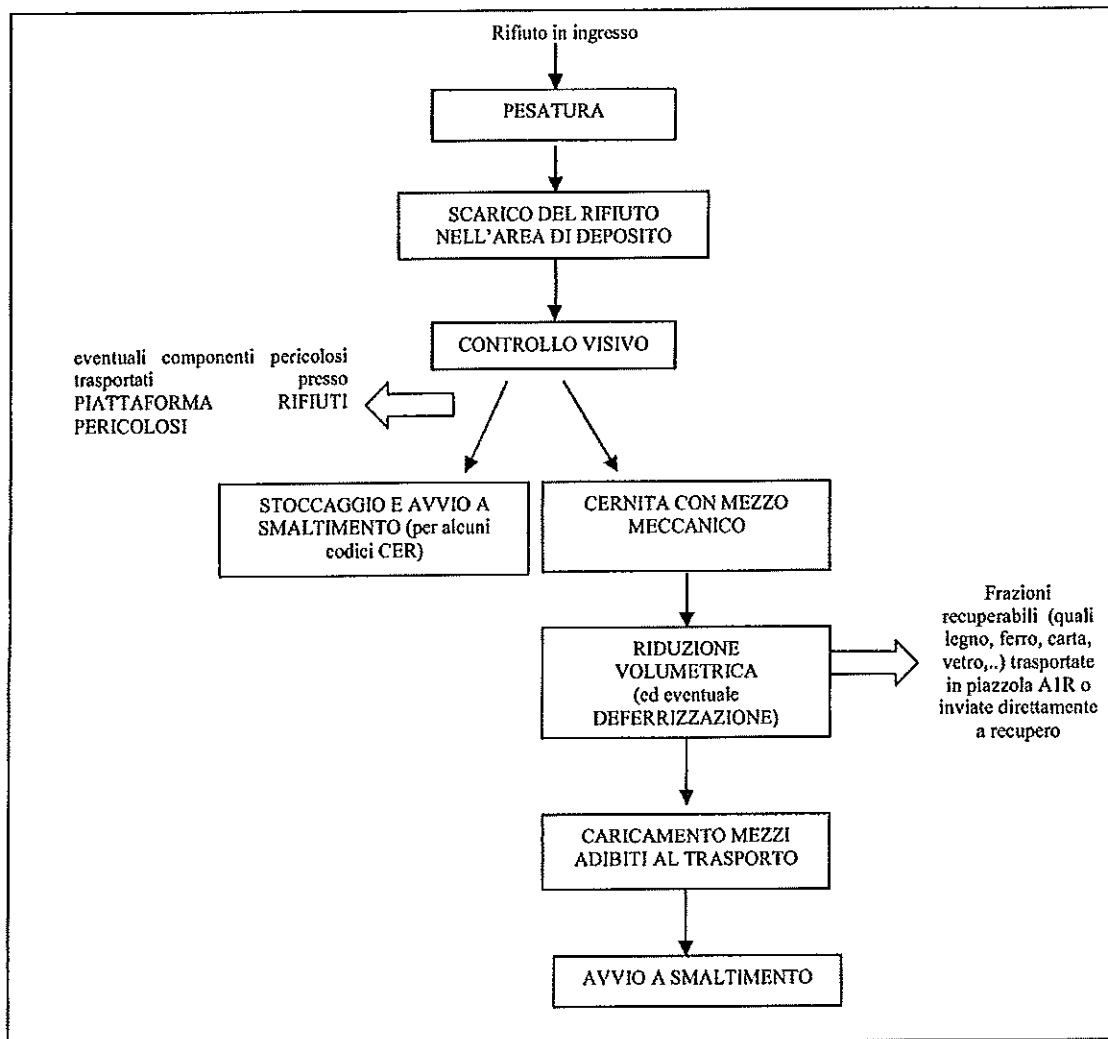 Rifiuto in ingresso
PESATURA
SCARICO DEL RIFIUTO
NELL'AREA DI DEPOSITO
CONTROLLO VISIVO
eventuali componenti pericolosi
trasportati presso
PIATTAFORMA RIFIUTI
PERICOLOSI
STOCCAGGIO E AVVIO A
SMALTIMENTO (per alcuni
codici CER)
CERNITA CON MEZZO
MECCANICO
RIDUZIONE
VOLUMETRICA
(ed eventuale
DEFERRIZZAZIONE)
Frazioni
recuperabili (quali
legno, ferro, carta,
vetro,..) trasportate
in piazzola A1R o
inviate direttamente
a recupero
CARICAMENTO MEZZI
ADIBITI AL TRASPORTO
AVVIO A SMALTIMENTO